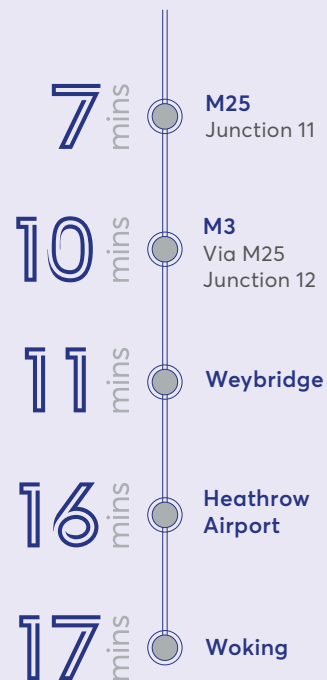 7 mins
M25
Junction 11
10 mins
M3
Via M25
Junction 12
11 mins
Weybridge
16 mins
Heathrow
Airport
17 mins
Woking